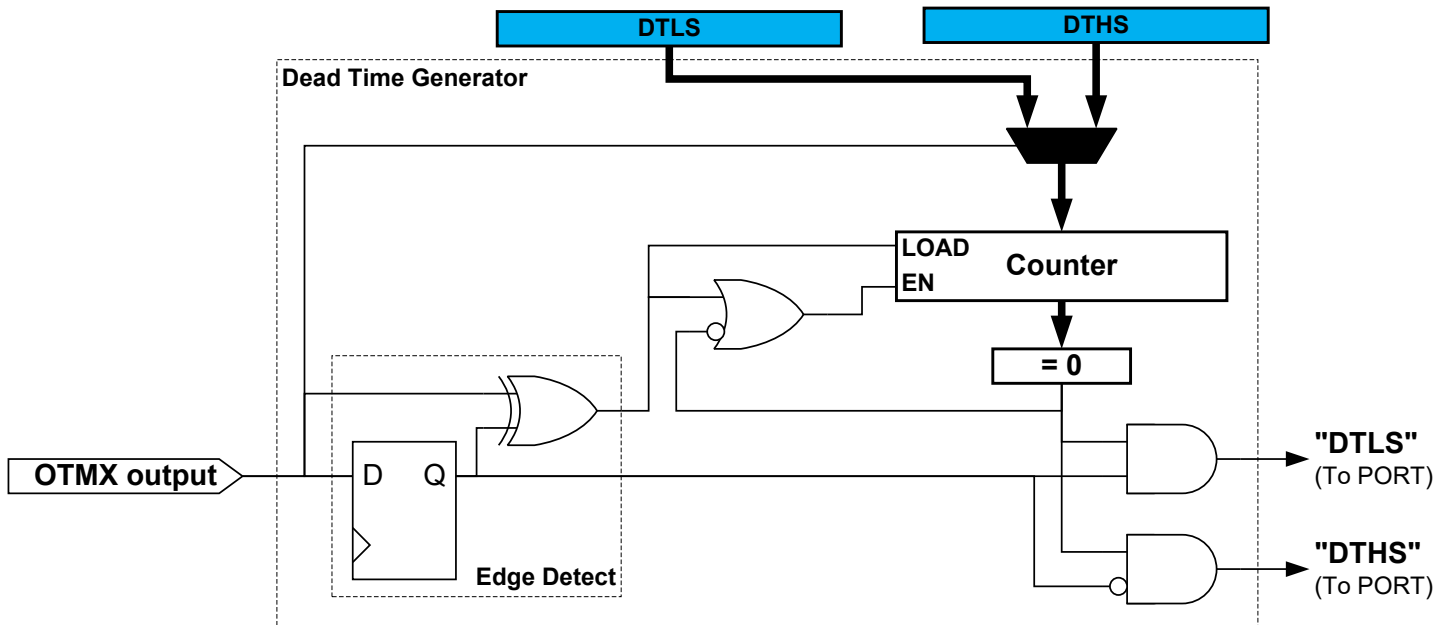 DTLS
DTHS
Dead Time Generator
LOAD
Counter
EN
= 0
OTMX output
D
Q
Edge Detect
"DTLS"
(To PORT)
"DTHS"
(To PORT)